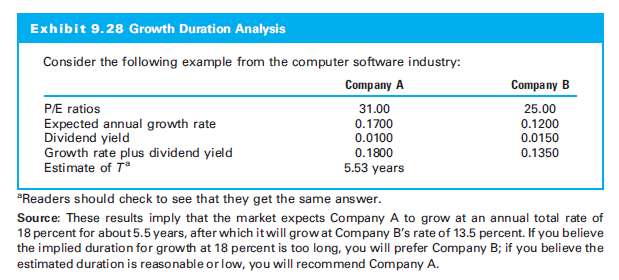 Exhibit 9.28 Growth Duration Analysis
Consider the following example from the computer software industry:
Company A Company B
P/E ratios 31.00 25.00
Expected annual growth rate 0.1700 0.1200
Dividend yield 0.0100 0.0150
Growth rate plus dividend yield 0.1800 0.1350
Estimate of Tᵃ 5.53 years
ᵃReaders should check to see that they get the same answer.
Source: These results imply that the market expects Company A to grow at an annual total rate of
18 percent for about 5.5 years, after which it will grow at Company B's rate of 13.5 percent. If you believe
the implied duration for growth at 18 percent is too long, you will prefer Company B; if you believe the
estimated duration is reasonable or low, you will recommend Company A.